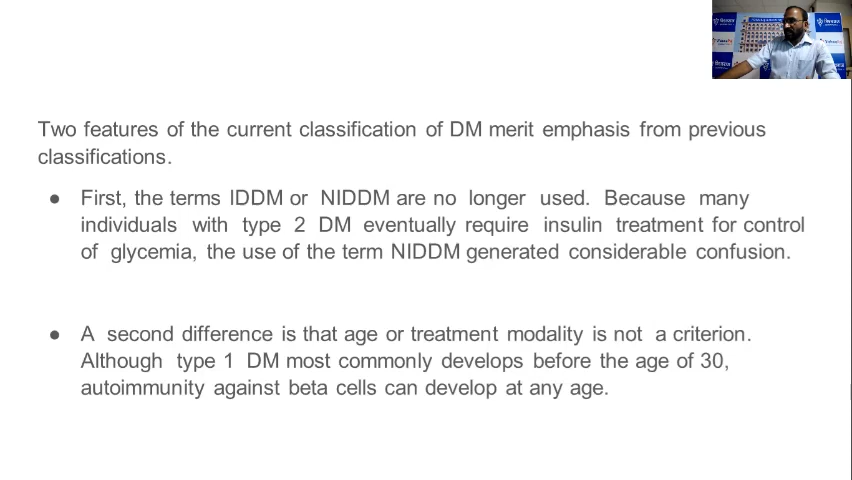 Two features of the current classification of DM merit emphasis from previous
classifications.
● First, the terms IDDM or NIDDM are no longer used. Because many
individuals with type 2 DM eventually require insulin treatment for control
of glycemia, the use of the term NIDDM generated considerable confusion.
● A second difference is that age or treatment modality is not a criterion.
Although type 1 DM most commonly develops before the age of 30,
autoimmunity against beta cells can develop at any age.